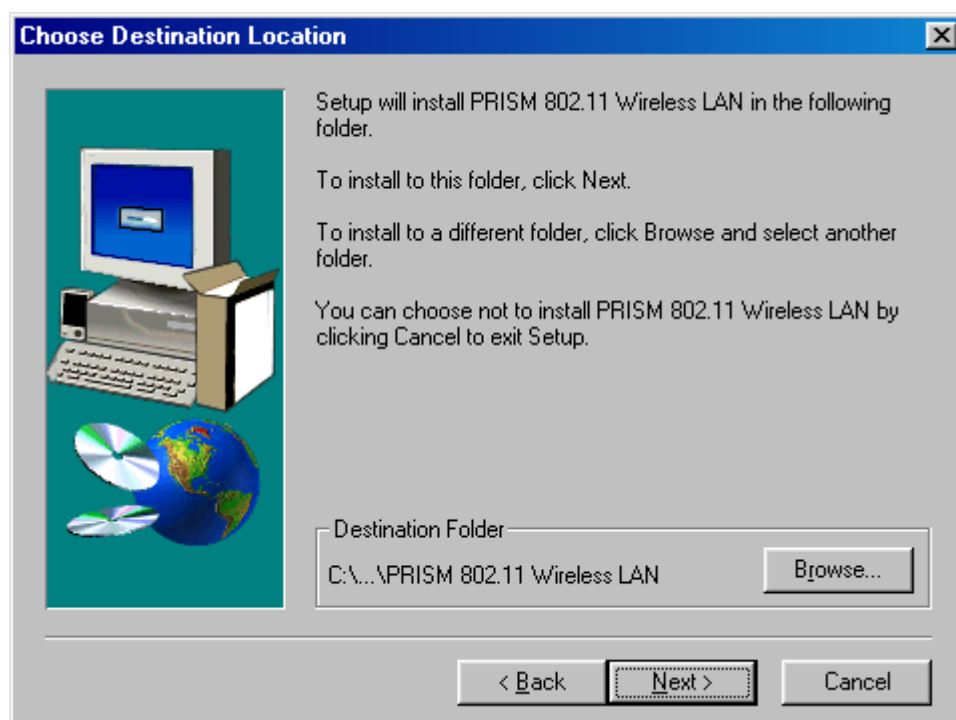 Choose Destination Location
Setup will install PRISM 802.11 Wireless LAN in the following
folder.
To install to this folder, click Next.
To install to a different folder, click Browse and select another
folder.
You can choose not to install PRISM 802.11 Wireless LAN by
clicking Cancel to exit Setup.
Destination Folder
C:\...\PRISM 802.11 Wireless LAN
Browse...
< Back
Next >
Cancel